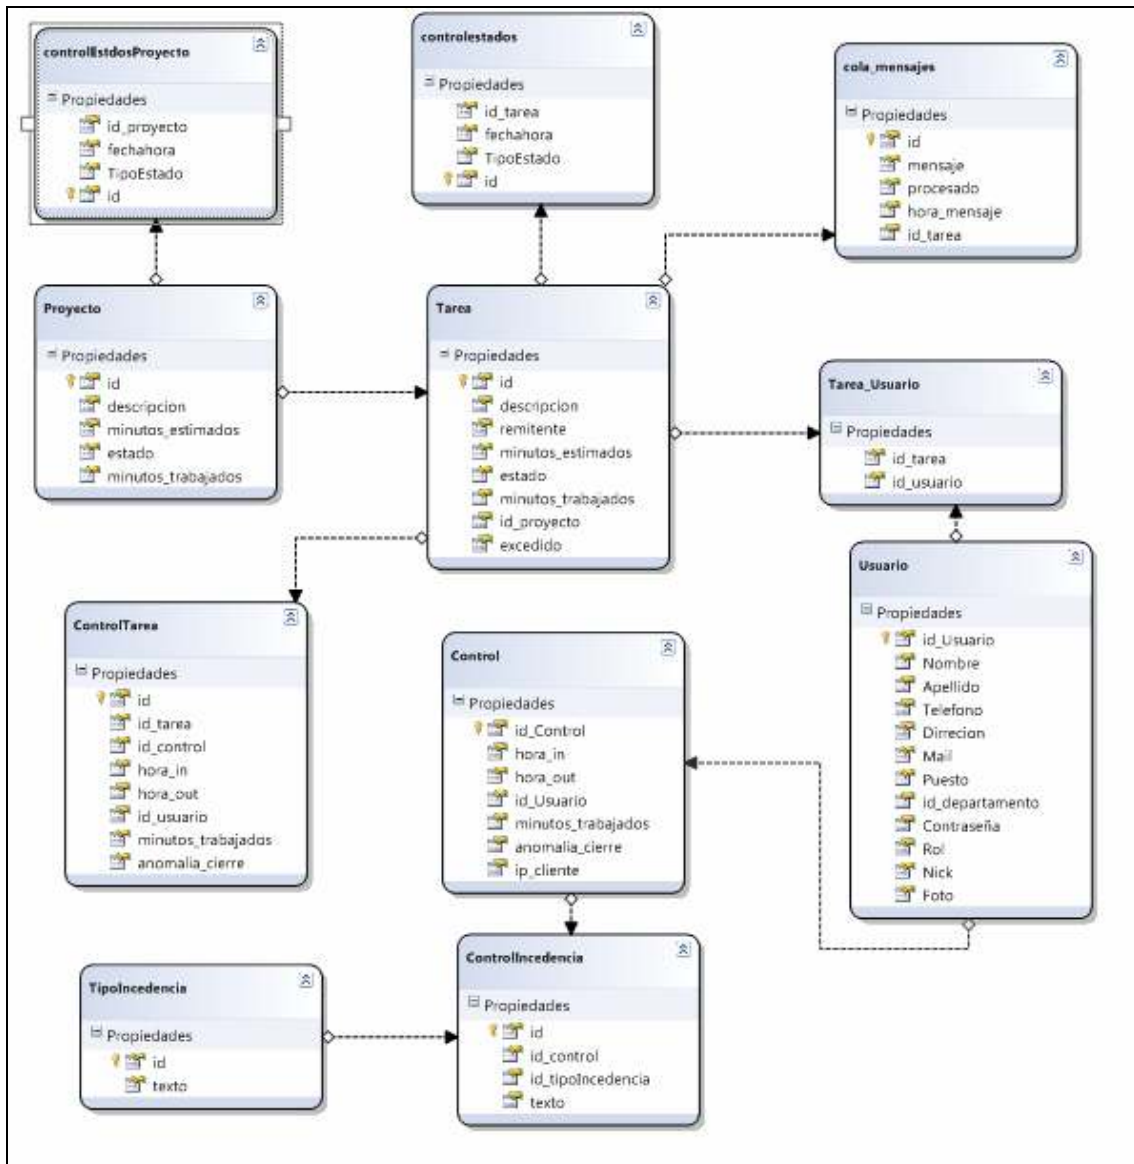 controlEstdosProyecto
Propiedades
id_proyecto
fechahora
TipoEstado
id
controlestados
Propiedades
id_tarea
fechahora
TipoEstado
id
cola_mensajes
Propiedades
id
mensaje
procesado
hora_mensaje
id_tarea
Proyecto
Propiedades
id
descripcion
minutos_estimados
estado
minutos_trabajados
Tarea
Propiedades
id
descripcion
remitente
minutos_estimados
estado
minutos_trabajados
id_proyecto
excedido
Tarea_Usuario
Propiedades
id_tarea
id_usuario
ControlTarea
Propiedades
id
id_tarea
id_control
hora_in
hora_out
id_usuario
minutos_trabajados
anomalia_cierre
Control
Propiedades
id_Control
hora_in
hora_out
id_Usuario
minutos_trabajados
anomalia_cierre
ip_cliente
Usuario
Propiedades
id_Usuario
Nombre
Apellido
Telefono
Dirrecion
Mail
Puesto
id_departamento
Contraseña
Rol
Nick
Foto
TipoIncedencia
Propiedades
id
texto
ControlIncedencia
Propiedades
id
id_control
id_tipoIncedencia
texto